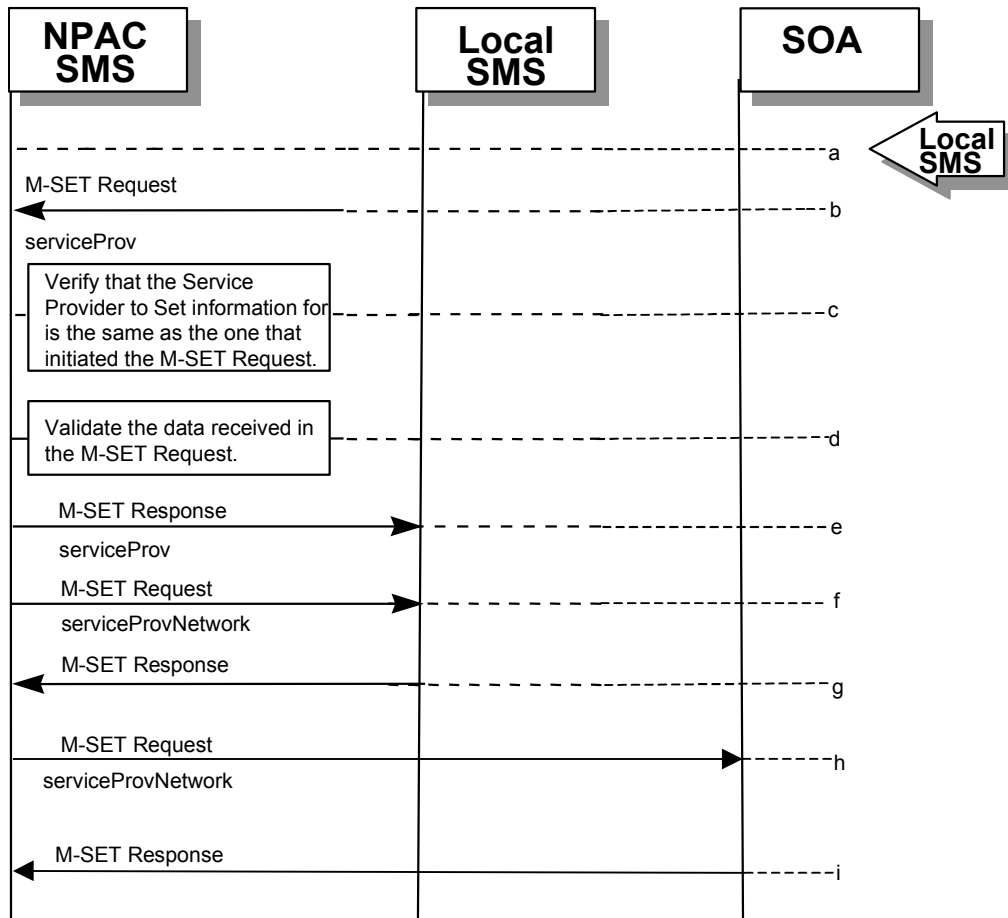 NPAC
SMS
Local
SMS
SOA
Local
SMS
a
M-SET Request
b
serviceProv
Verify that the Service
Provider to Set information for
is the same as the one that
initiated the M-SET Request.
c
Validate the data received in
the M-SET Request.
d
M-SET Response
e
serviceProv
M-SET Request
f
serviceProvNetwork
M-SET Response
g
M-SET Request
h
serviceProvNetwork
M-SET Response
i